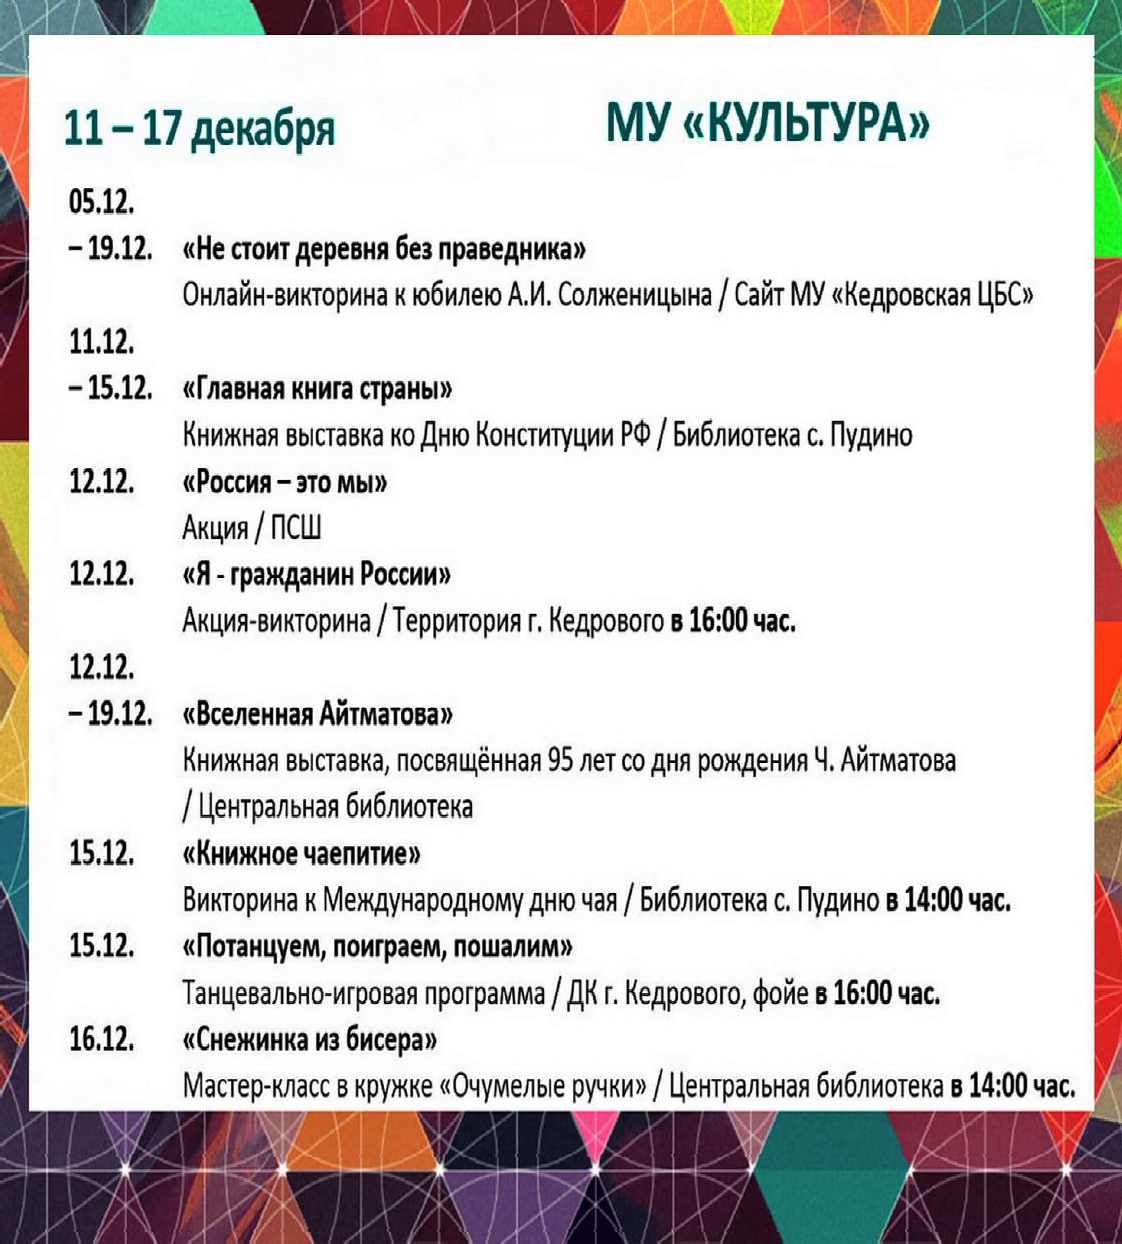 11 – 17 декабря
МУ «КУЛЬТУРА»
05.12.
– 19.12. «Не стоит деревня без праведника»
Онлайн-викторина к юбилею А.И. Солженицына / Сайт МУ «Кедровская ЦБС»
11.12.
– 15.12. «Главная книга страны»
Книжная выставка ко Дню Конституции РФ / Библиотека с. Пудино
12.12. «Россия – это мы»
Акция / ПСШ
12.12. «Я - гражданин России»
Акция-викторина / Территория г. Кедрового в 16:00 час.
12.12.
– 19.12. «Вселенная Айтматова»
Книжная выставка, посвящённая 95 лет со дня рождения Ч. Айтматова
/ Центральная библиотека
15.12. «Книжное чаепитие»
Викторина к Международному дню чая / Библиотека с. Пудино в 14:00 час.
15.12. «Потанцуем, поиграем, пошалим»
Танцевально-игровая программа / ДК г. Кедрового, фойе в 16:00 час.
16.12. «Снежинка из бисера»
Мастер-класс в кружке «Очумелые ручки» / Центральная библиотека в 14:00 час.